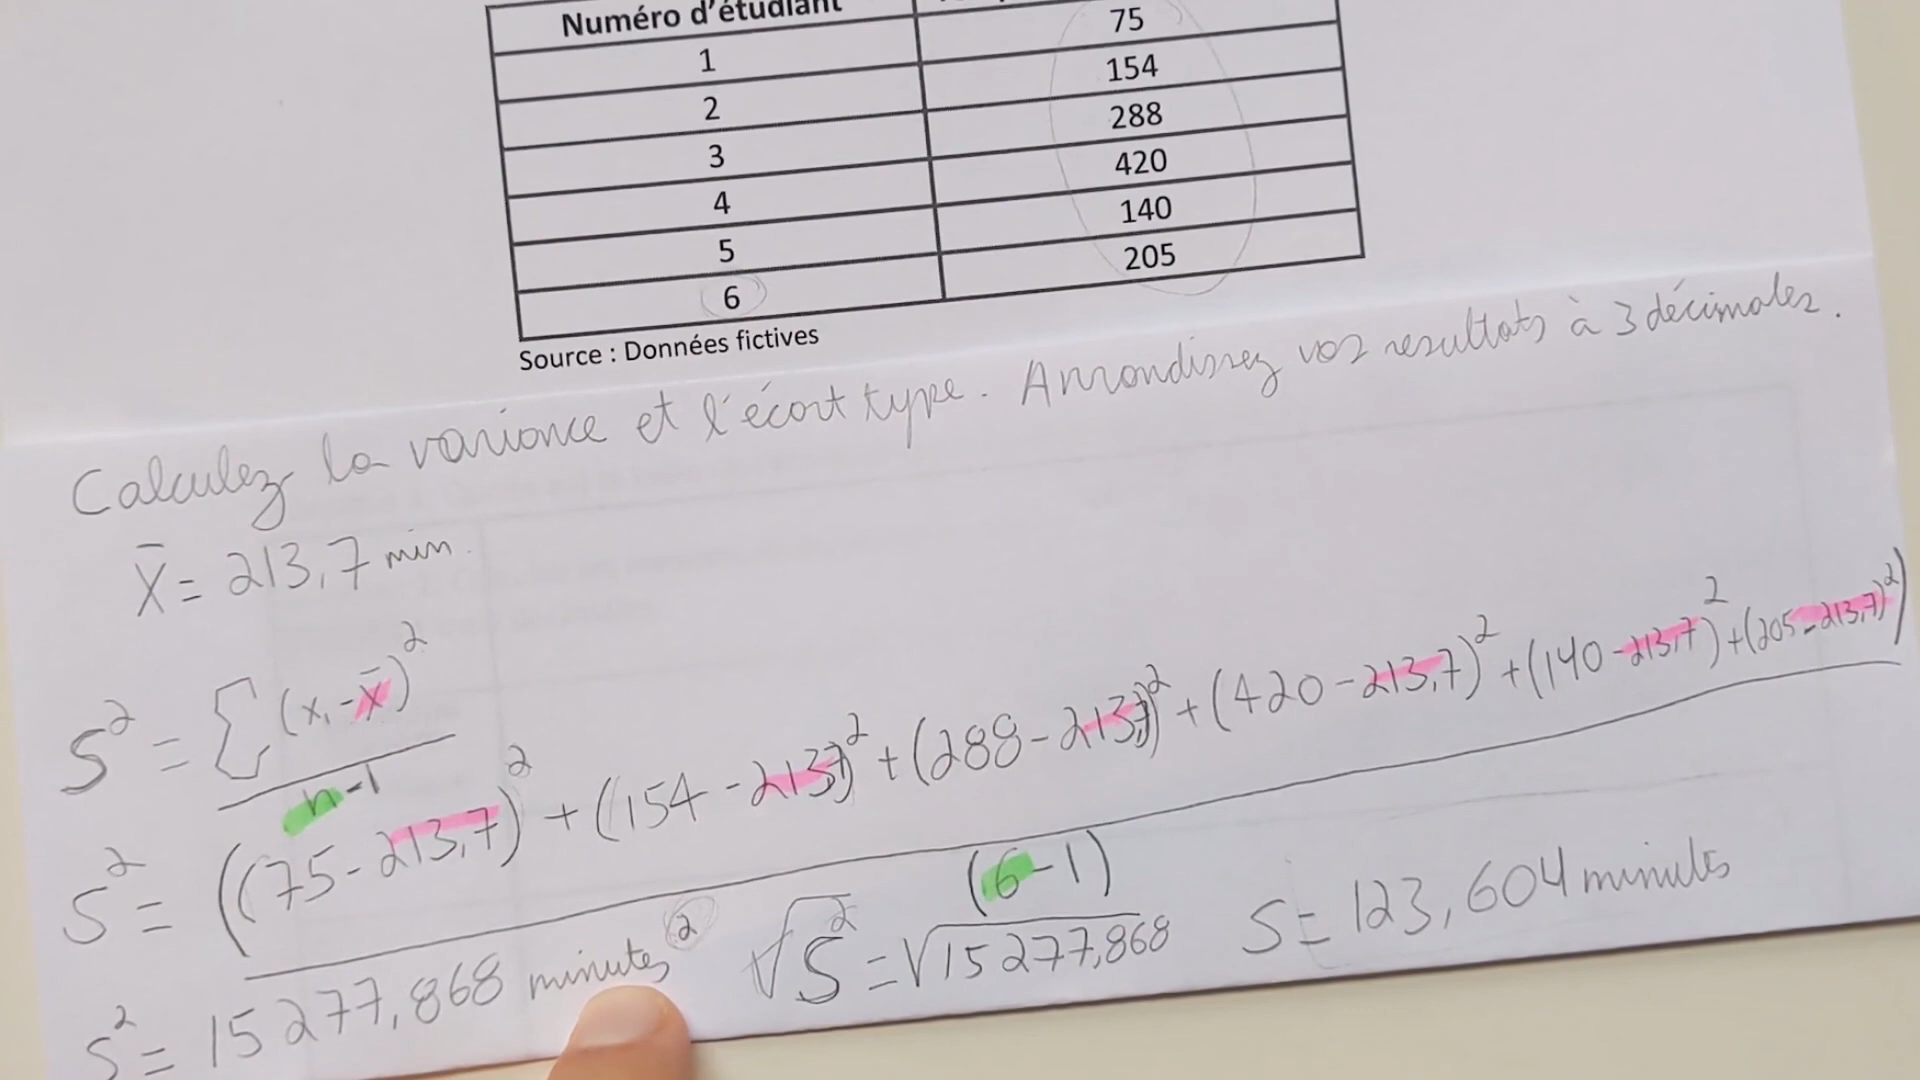 Numéro d'étudiant
1 75
2 154
3 288
4 420
5 140
6 205
Source : Données fictives
Calculez la variance et l'écart type. Arrondissez vos resultats à 3 décimales.
X̄ = 213,7 min.
S² = Σ(xᵢ-x̄)² / n-1
S² = ((75-213,7)² + (154-213,7)² + (288-213,7)² + (420-213,7)² + (140-213,7)² + (205-213,7)²) / (6-1)
S² = 15 277,868 minutes² √S² = √15 277,868 S = 123,604 minutes